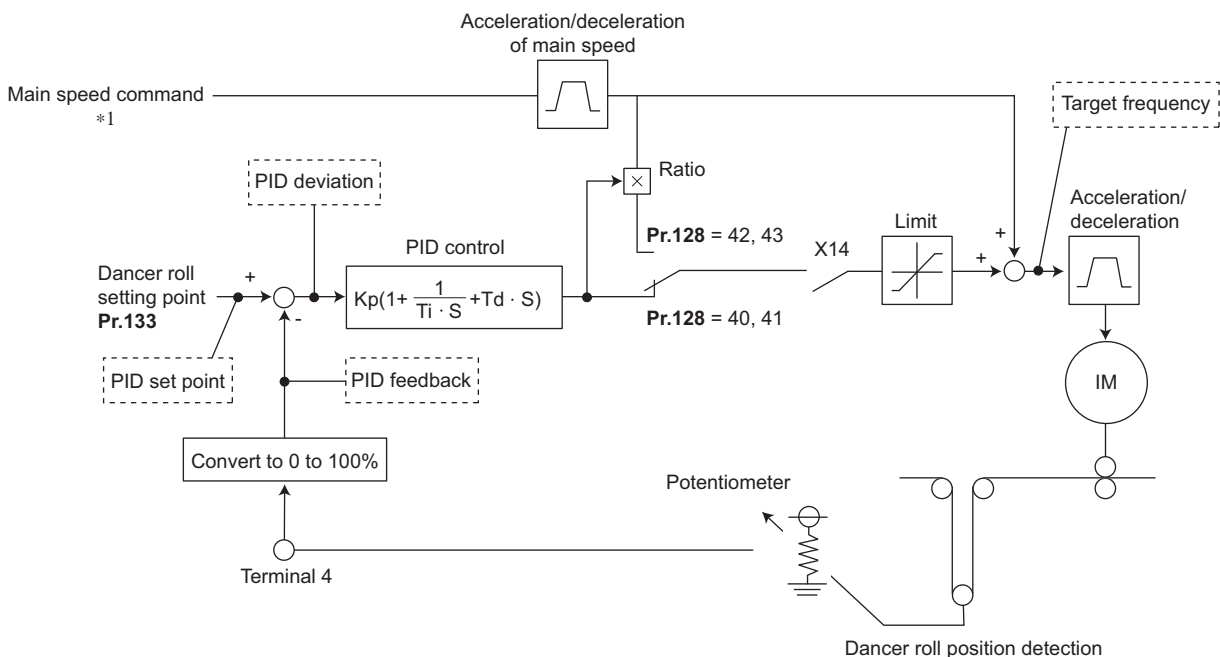 Acceleration/deceleration
of main speed
Main speed command
*1
Target frequency
PID deviation
×
Ratio
Acceleration/
deceleration
Pr.128 = 42, 43
Limit
X14
PID control
+
+
Dancer roll
setting point
Pr.133
+
-
Kp(1+ 1/Ti · S +Td · S)
Pr.128 = 40, 41
PID set point
PID feedback
IM
Convert to 0 to 100%
Potentiometer
Terminal 4
Dancer roll position detection